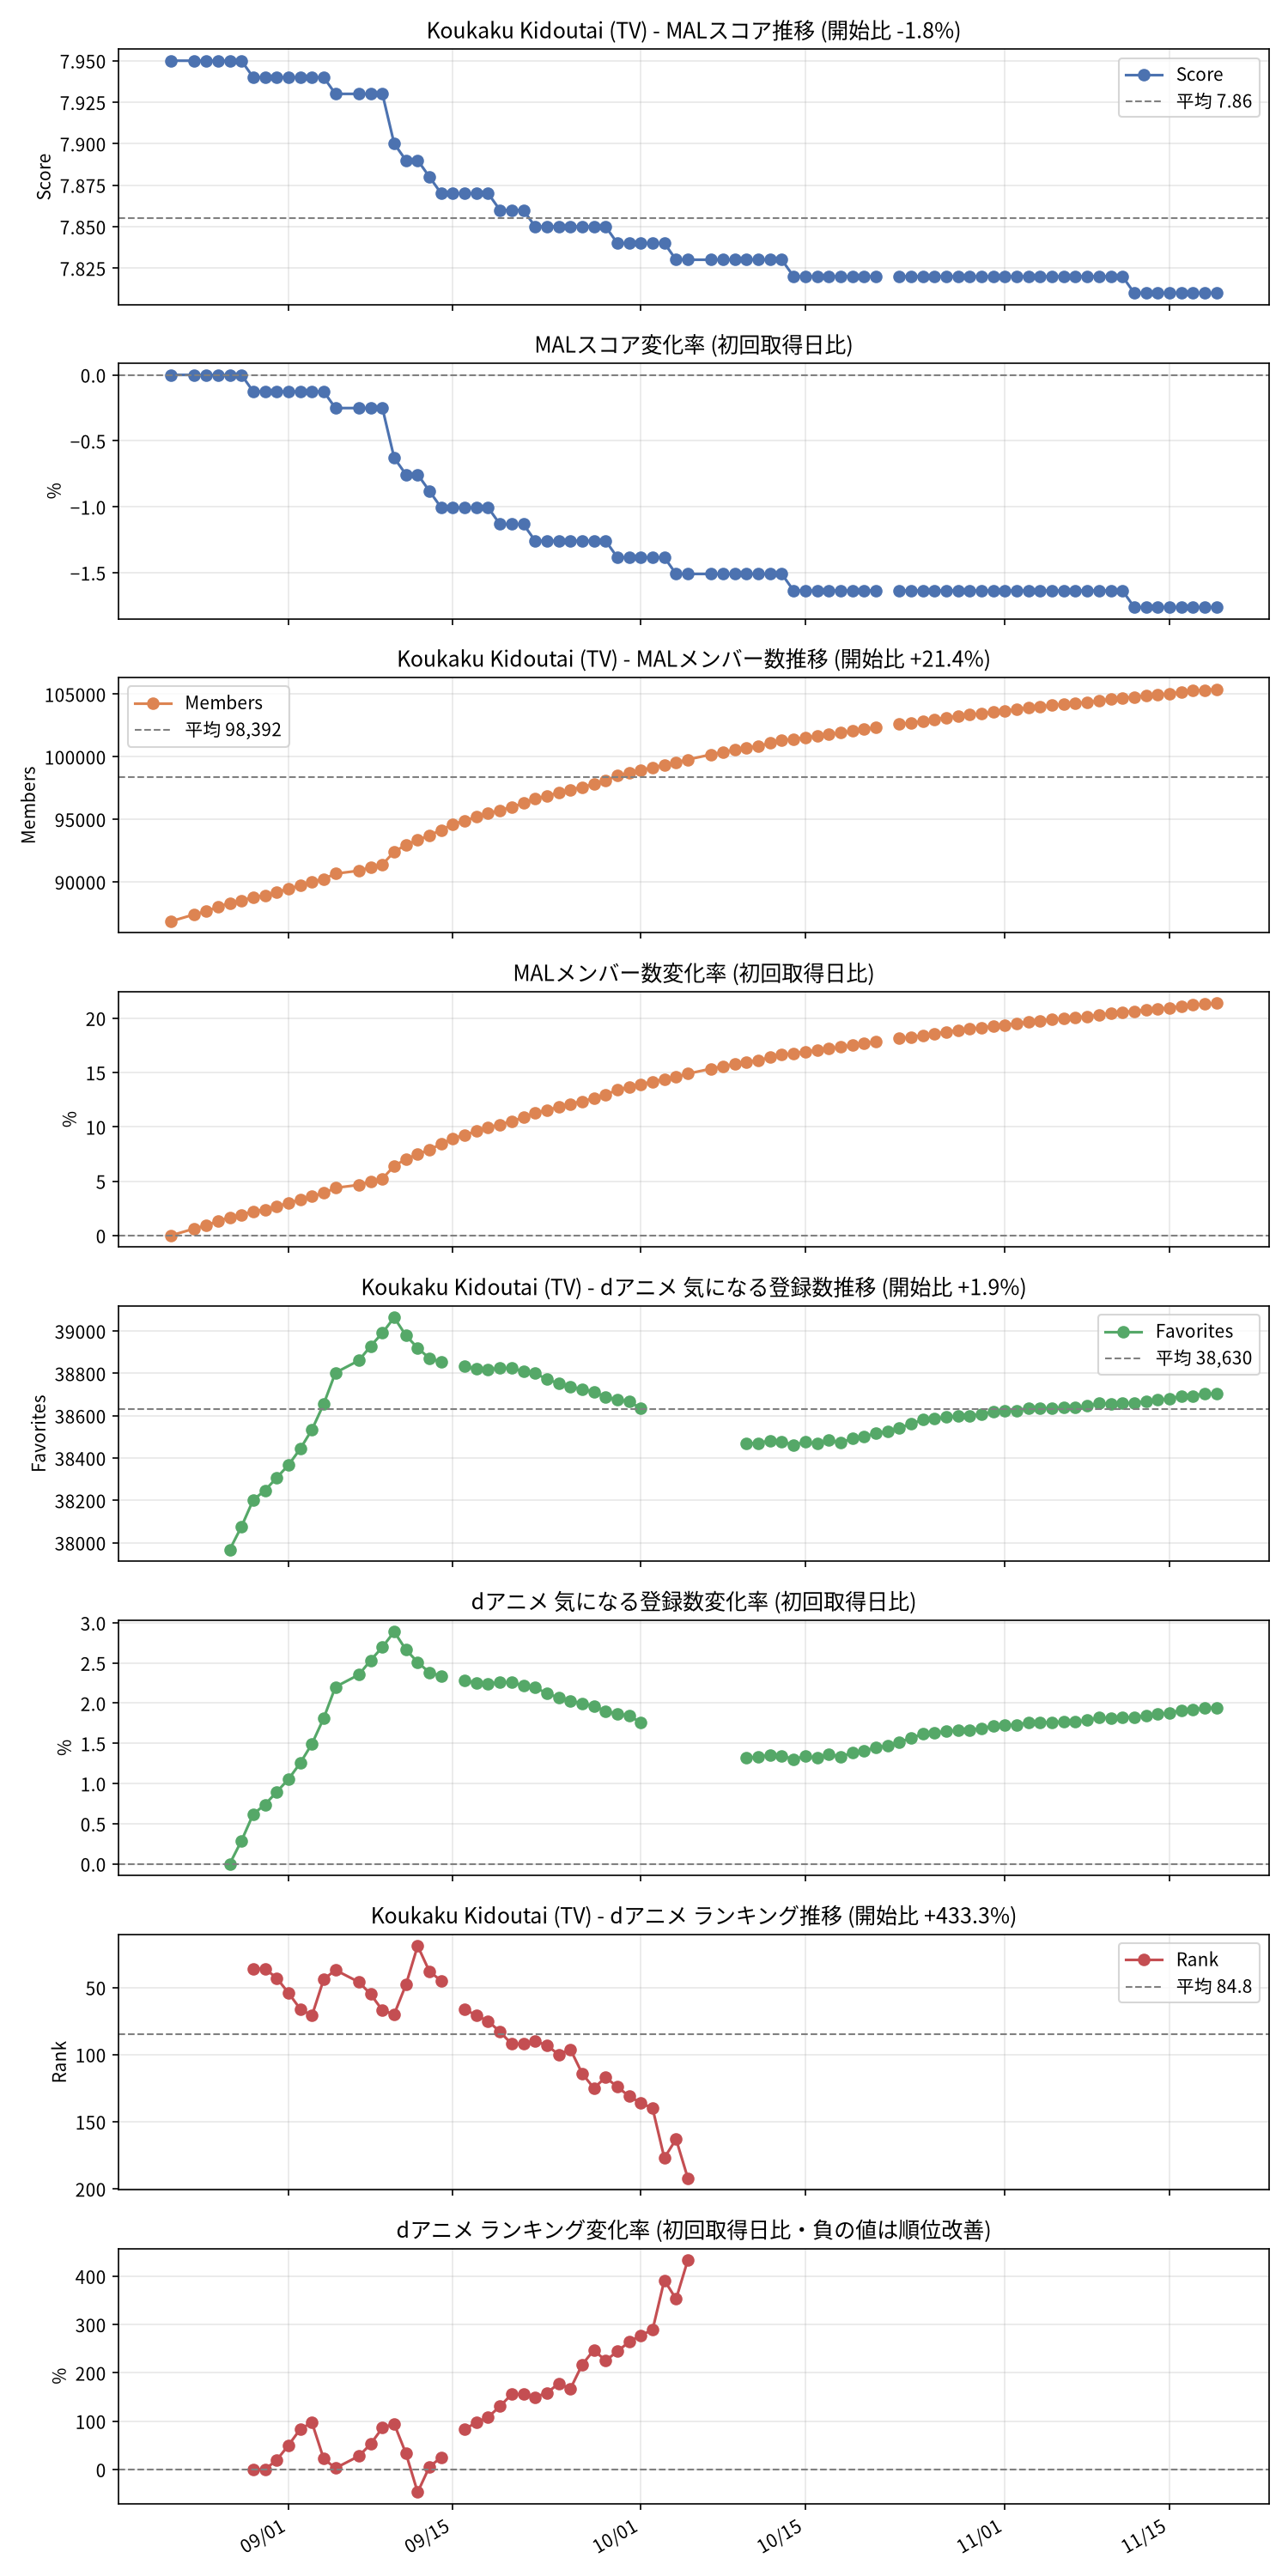 Koukaku Kidoutai (TV) - MALスコア推移 (開始比 -1.8%)
7.950
7.925
7.900
7.875
7.850
7.825
Score
Score
平均 7.86
MALスコア変化率 (初回取得日比)
0.0
−0.5
−1.0
−1.5
%
Koukaku Kidoutai (TV) - MALメンバー数推移 (開始比 +21.4%)
105000
100000
95000
90000
Members
Members
平均 98,392
MALメンバー数変化率 (初回取得日比)
20
15
10
5
0
%
Koukaku Kidoutai (TV) - dアニメ 気になる登録数推移 (開始比 +1.9%)
39000
38800
38600
38400
38200
38000
Favorites
Favorites
平均 38,630
dアニメ 気になる登録数変化率 (初回取得日比)
3.0
2.5
2.0
1.5
1.0
0.5
0.0
%
Koukaku Kidoutai (TV) - dアニメ ランキング推移 (開始比 +433.3%)
50
100
150
200
Rank
Rank
平均 84.8
dアニメ ランキング変化率 (初回取得日比・負の値は順位改善)
400
300
200
100
0
%
09/01
09/15
10/01
10/15
11/01
11/15